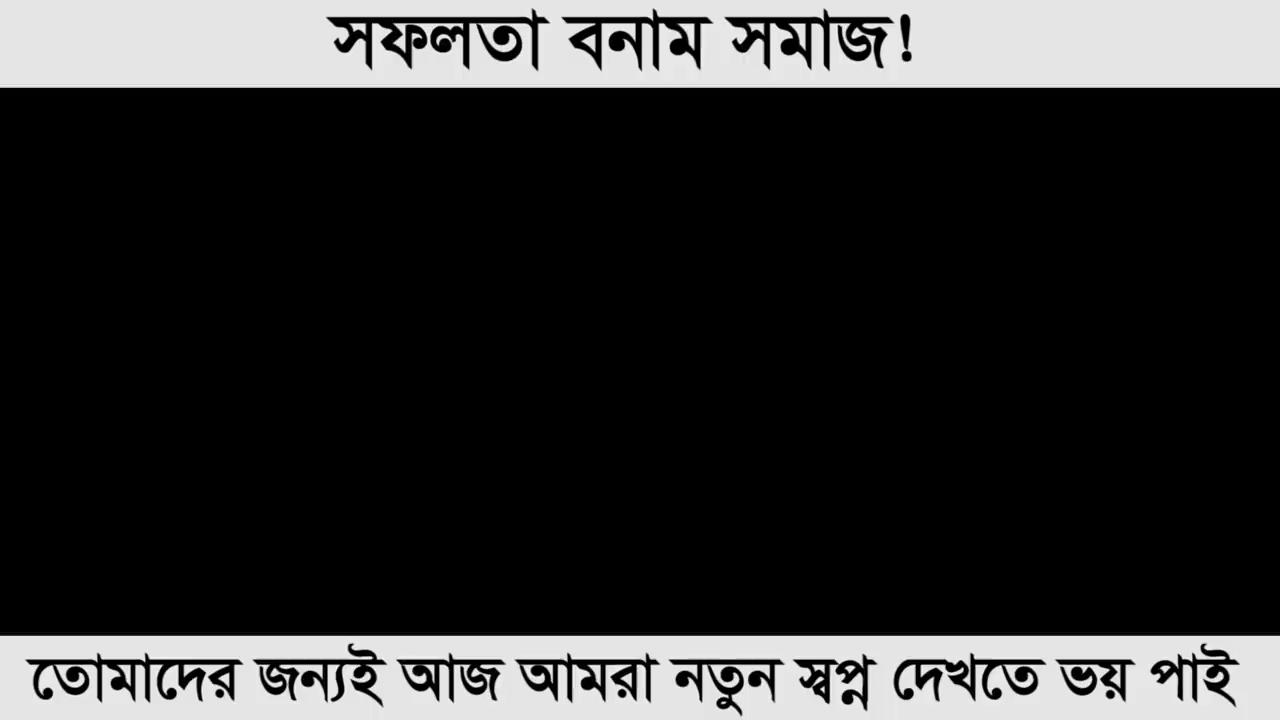 সফলতা বনাম সমাজ!
তোমাদের জন্যই আজ আমরা নতুন স্বপ্ন দেখতে ভয় পাই